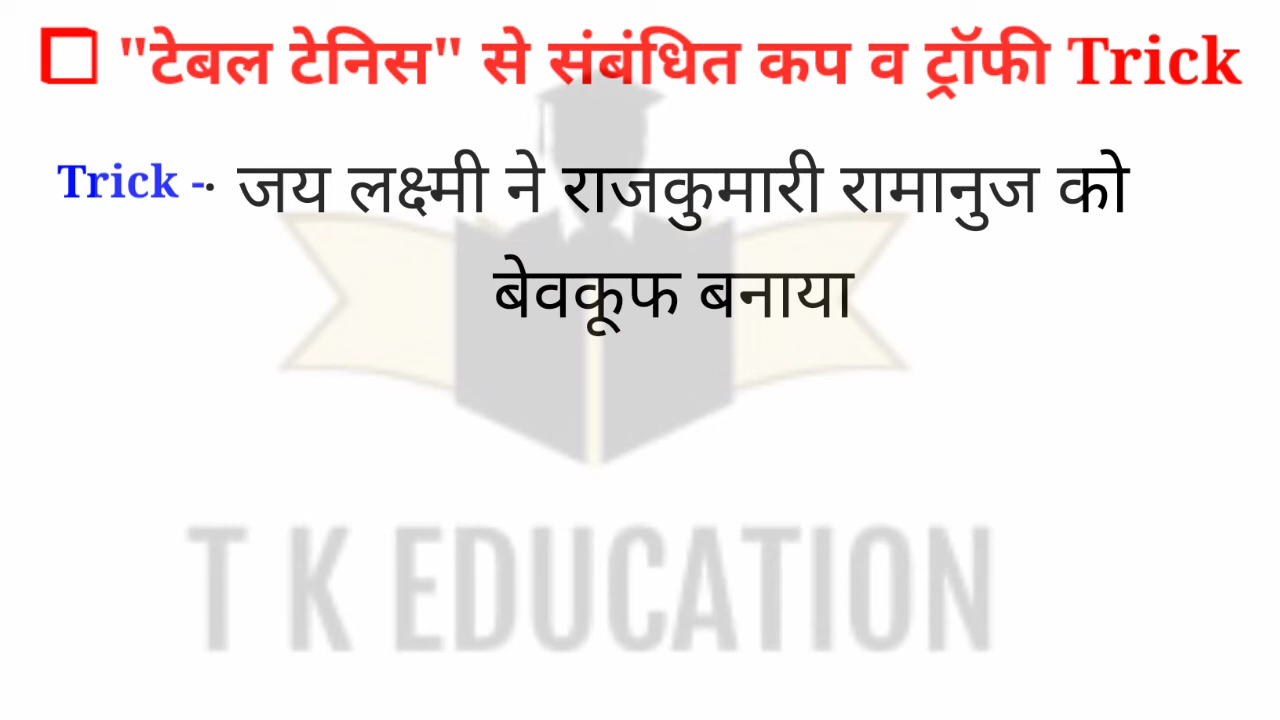 ☐ "टेबल टेनिस" से संबंधित कप व ट्रॉफी Trick
Trick -· जय लक्ष्मी ने राजकुमारी रामानुज को
बेवकूफ बनाया
T K EDUCATION